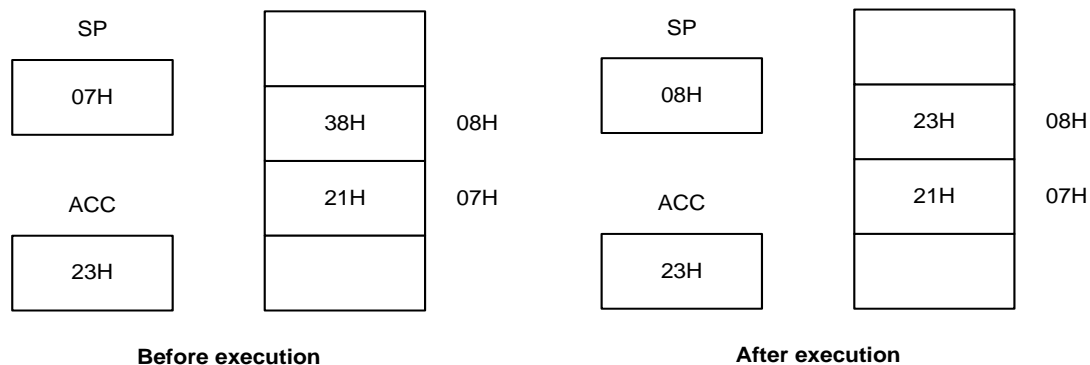 SP
07H
38H 08H
21H 07H
ACC
23H
Before execution
SP
08H
23H 08H
21H 07H
ACC
23H
After execution